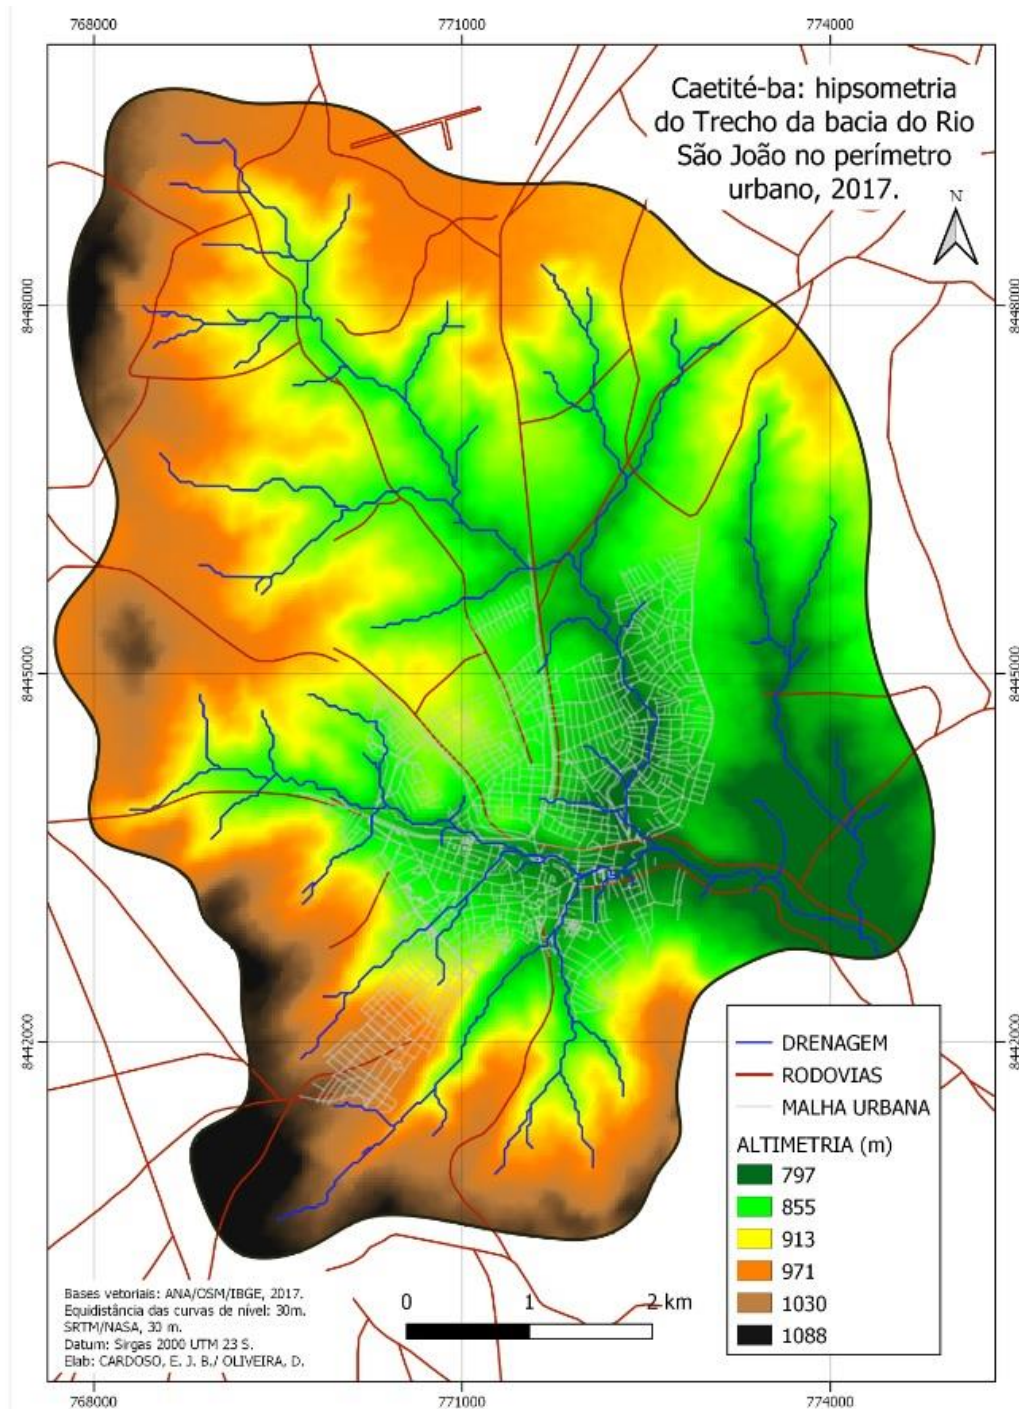 768000
771000
774000
Caetité-ba: hipsometria
do Trecho da bacia do Rio
São João no perímetro
urbano, 2017.
N
8448000
8448000
8445000
8445000
8442000
8442000
DRENAGEM
RODOVIAS
MALHA URBANA
ALTIMETRIA (m)
797
855
913
971
1030
1088
Bases vetoriais: ANA/OSM/IBGE, 2017.
Equidistância das curvas de nível: 30m.
SRTM/NASA, 30 m.
Datum: Sirgas 2000 UTM 23 S.
Elab: CARDOSO, E. J. B./ OLIVEIRA, D.
0
1
2 km
768000
771000
774000